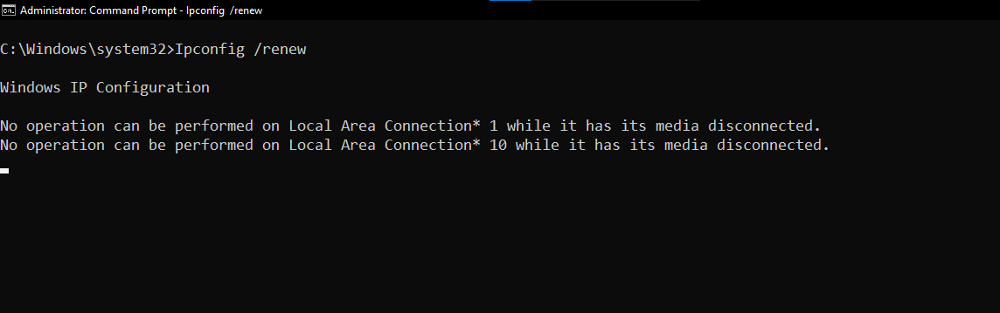 Administrator: Command Prompt - Ipconfig /renew
C:\Windows\system32>Ipconfig /renew
Windows IP Configuration
No operation can be performed on Local Area Connection* 1 while it has its media disconnected.
No operation can be performed on Local Area Connection* 10 while it has its media disconnected.